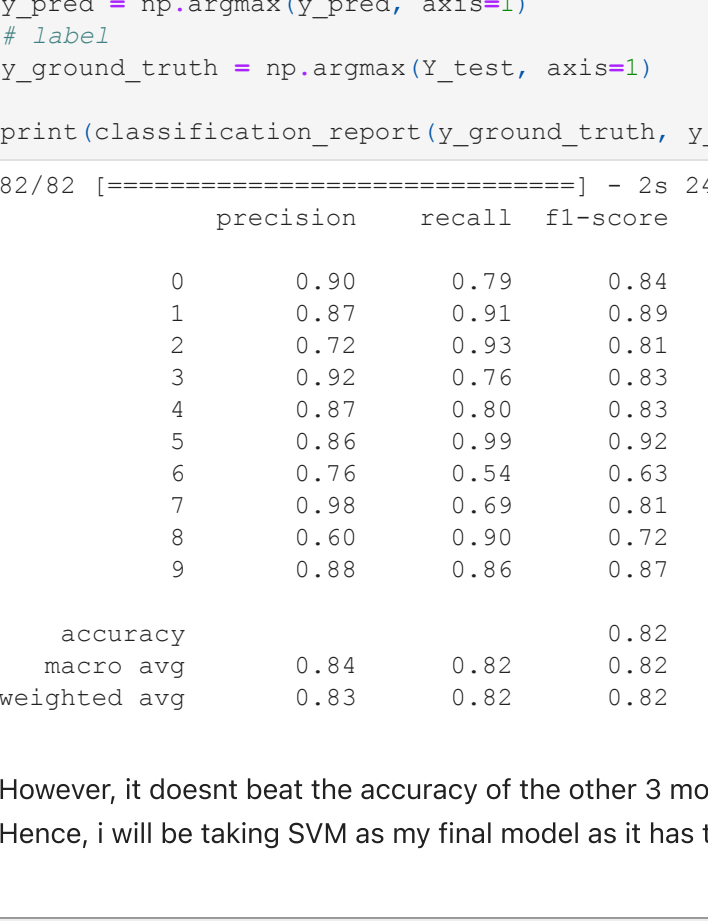 y_pred = np.argmax(y_pred, axis=1)
# label
y_ground_truth = np.argmax(Y_test, axis=1)
print(classification_report(y_ground_truth, y_
82/82 [==============================] - 2s 24
precision recall f1-score
0 0.90 0.79 0.84
1 0.87 0.91 0.89
2 0.72 0.93 0.81
3 0.92 0.76 0.83
4 0.87 0.80 0.83
5 0.86 0.99 0.92
6 0.76 0.54 0.63
7 0.98 0.69 0.81
8 0.60 0.90 0.72
9 0.88 0.86 0.87
accuracy 0.82
macro avg 0.84 0.82 0.82
weighted avg 0.83 0.82 0.82
However, it doesnt beat the accuracy of the other 3 mo
Hence, i will be taking SVM as my final model as it has t